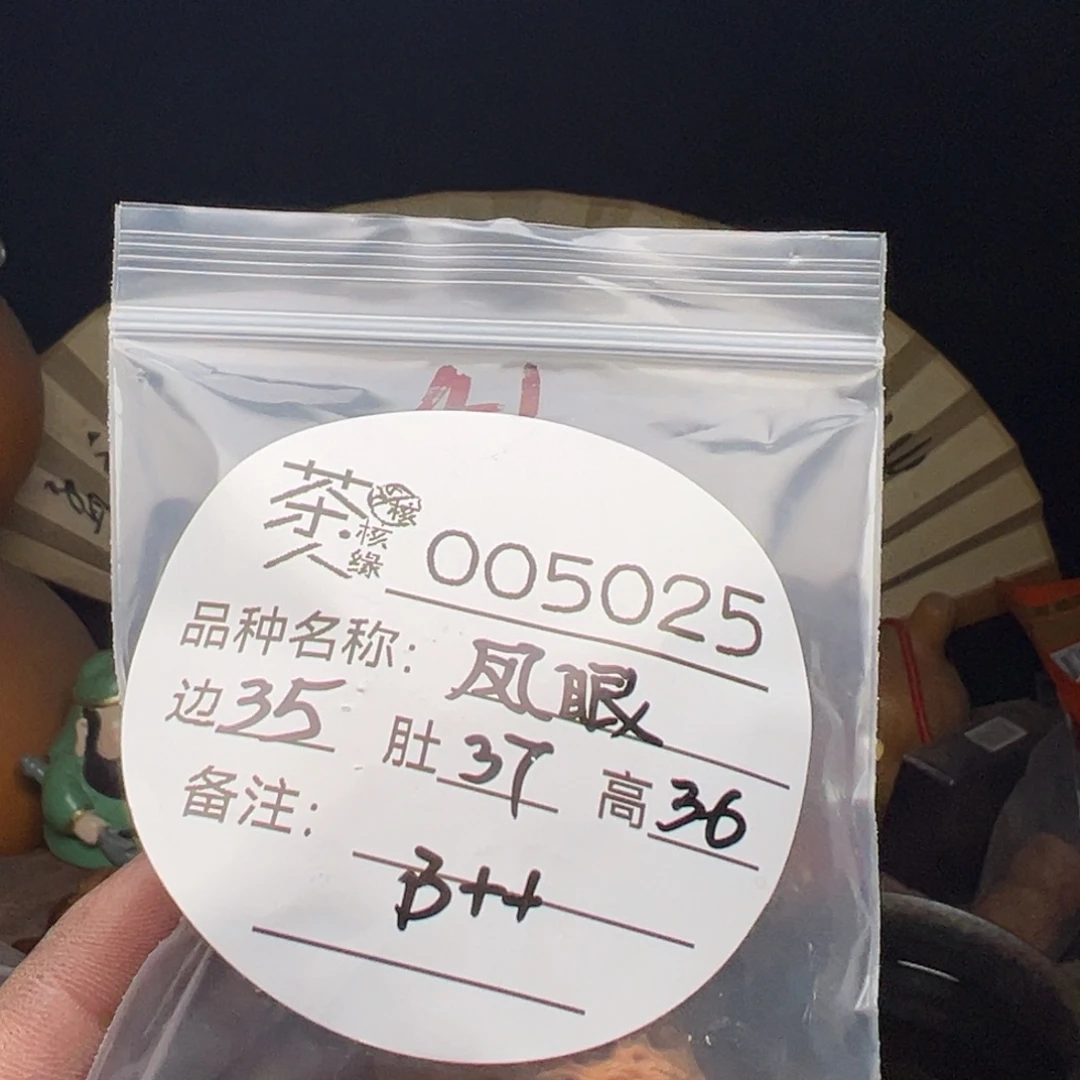 茶人
核缘
005025
品种名称: 凤眼
边35 肚37 高36
备注:
B++